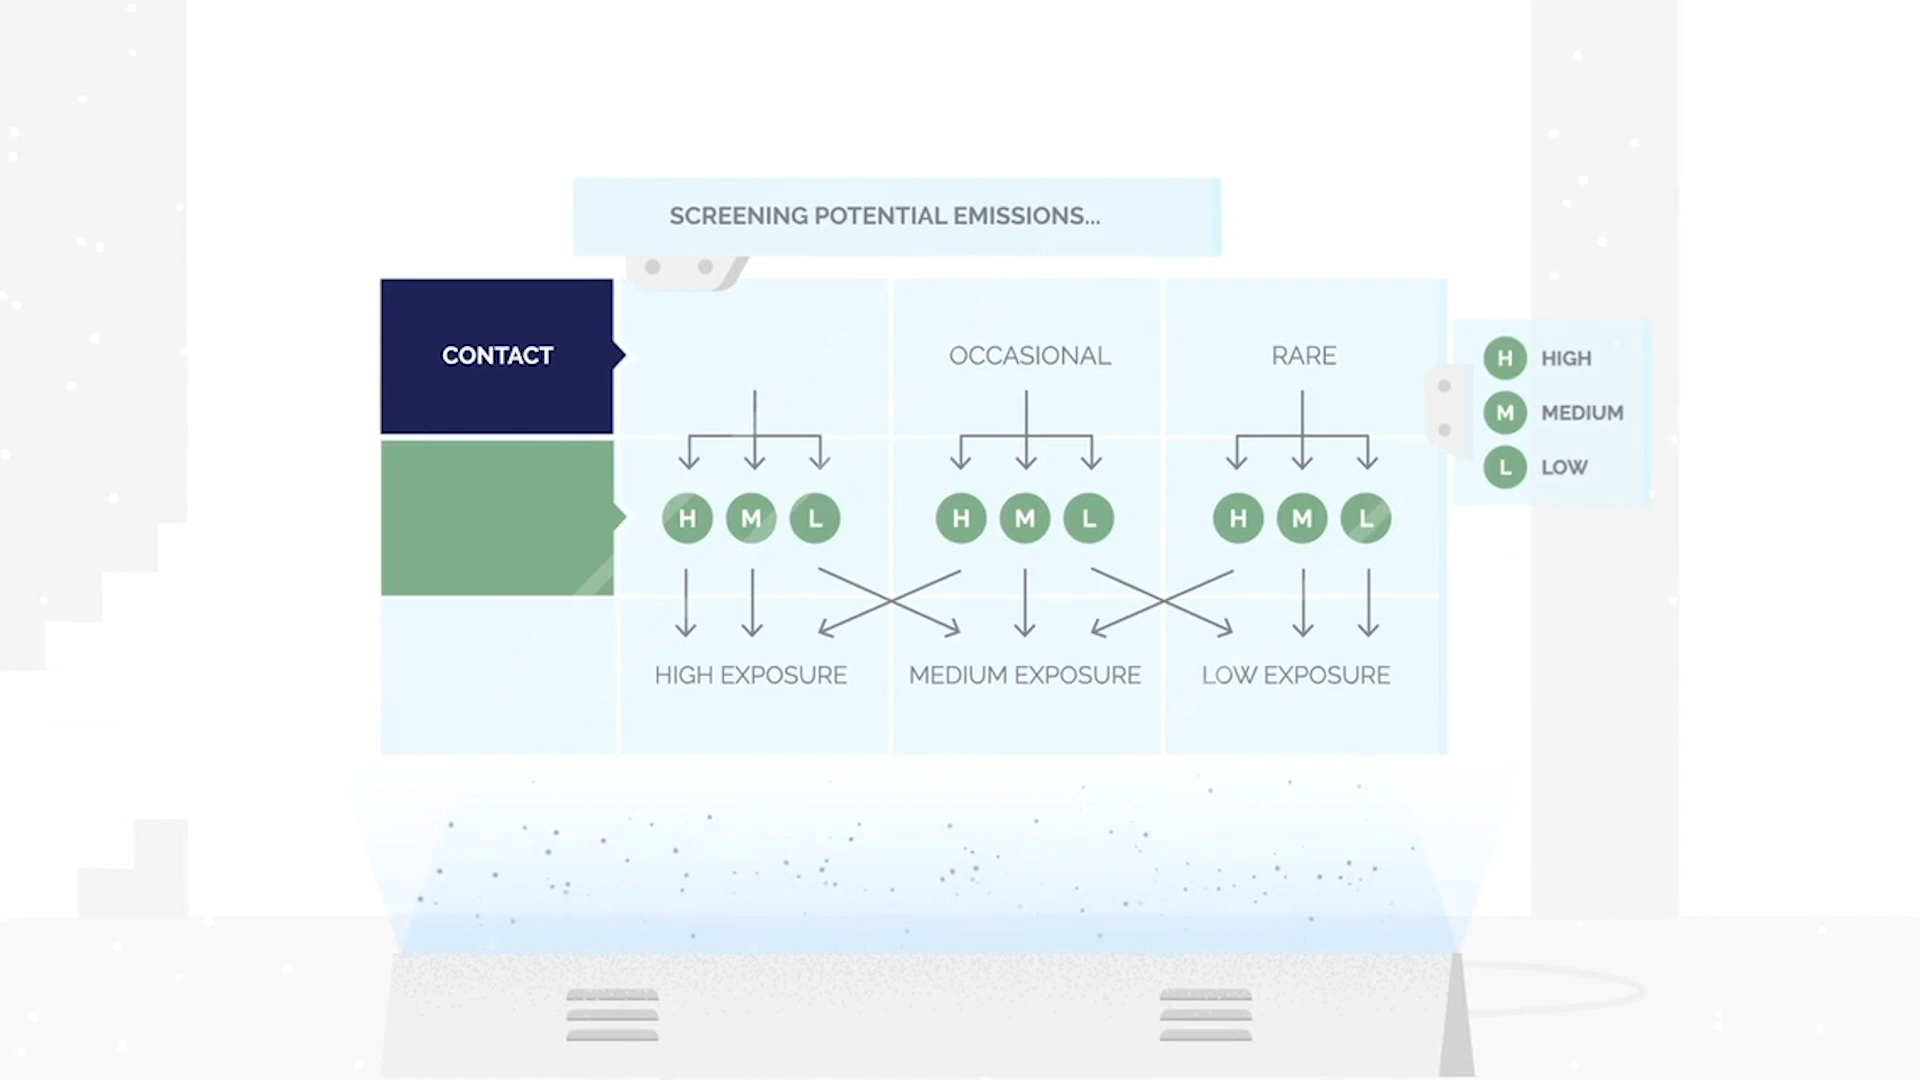 SCREENING POTENTIAL EMISSIONS...
CONTACT
OCCASIONAL
RARE
H HIGH
M MEDIUM
L LOW
H M L H M L H M L
HIGH EXPOSURE MEDIUM EXPOSURE LOW EXPOSURE